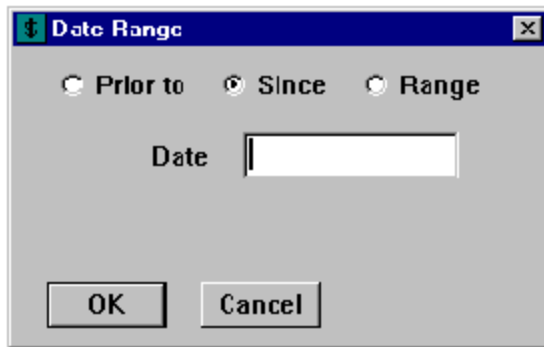 $ Date Range
Prior to Since Range
Date
OK Cancel